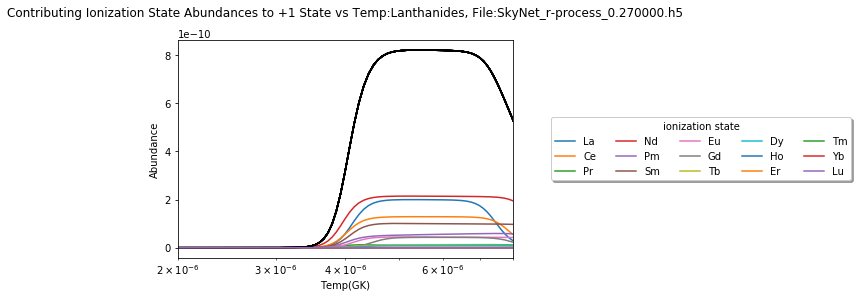 Contributing Ionization State Abundances to +1 State vs Temp:Lanthanides, File:SkyNet_r-process_0.270000.h5
1e−10
8
6
4
2
0
Abundance
2 × 10⁻⁶
3 × 10⁻⁶
4 × 10⁻⁶
6 × 10⁻⁶
Temp(GK)
ionization state
La Nd Eu Dy Tm
Ce Pm Gd Ho Yb
Pr Sm Tb Er Lu